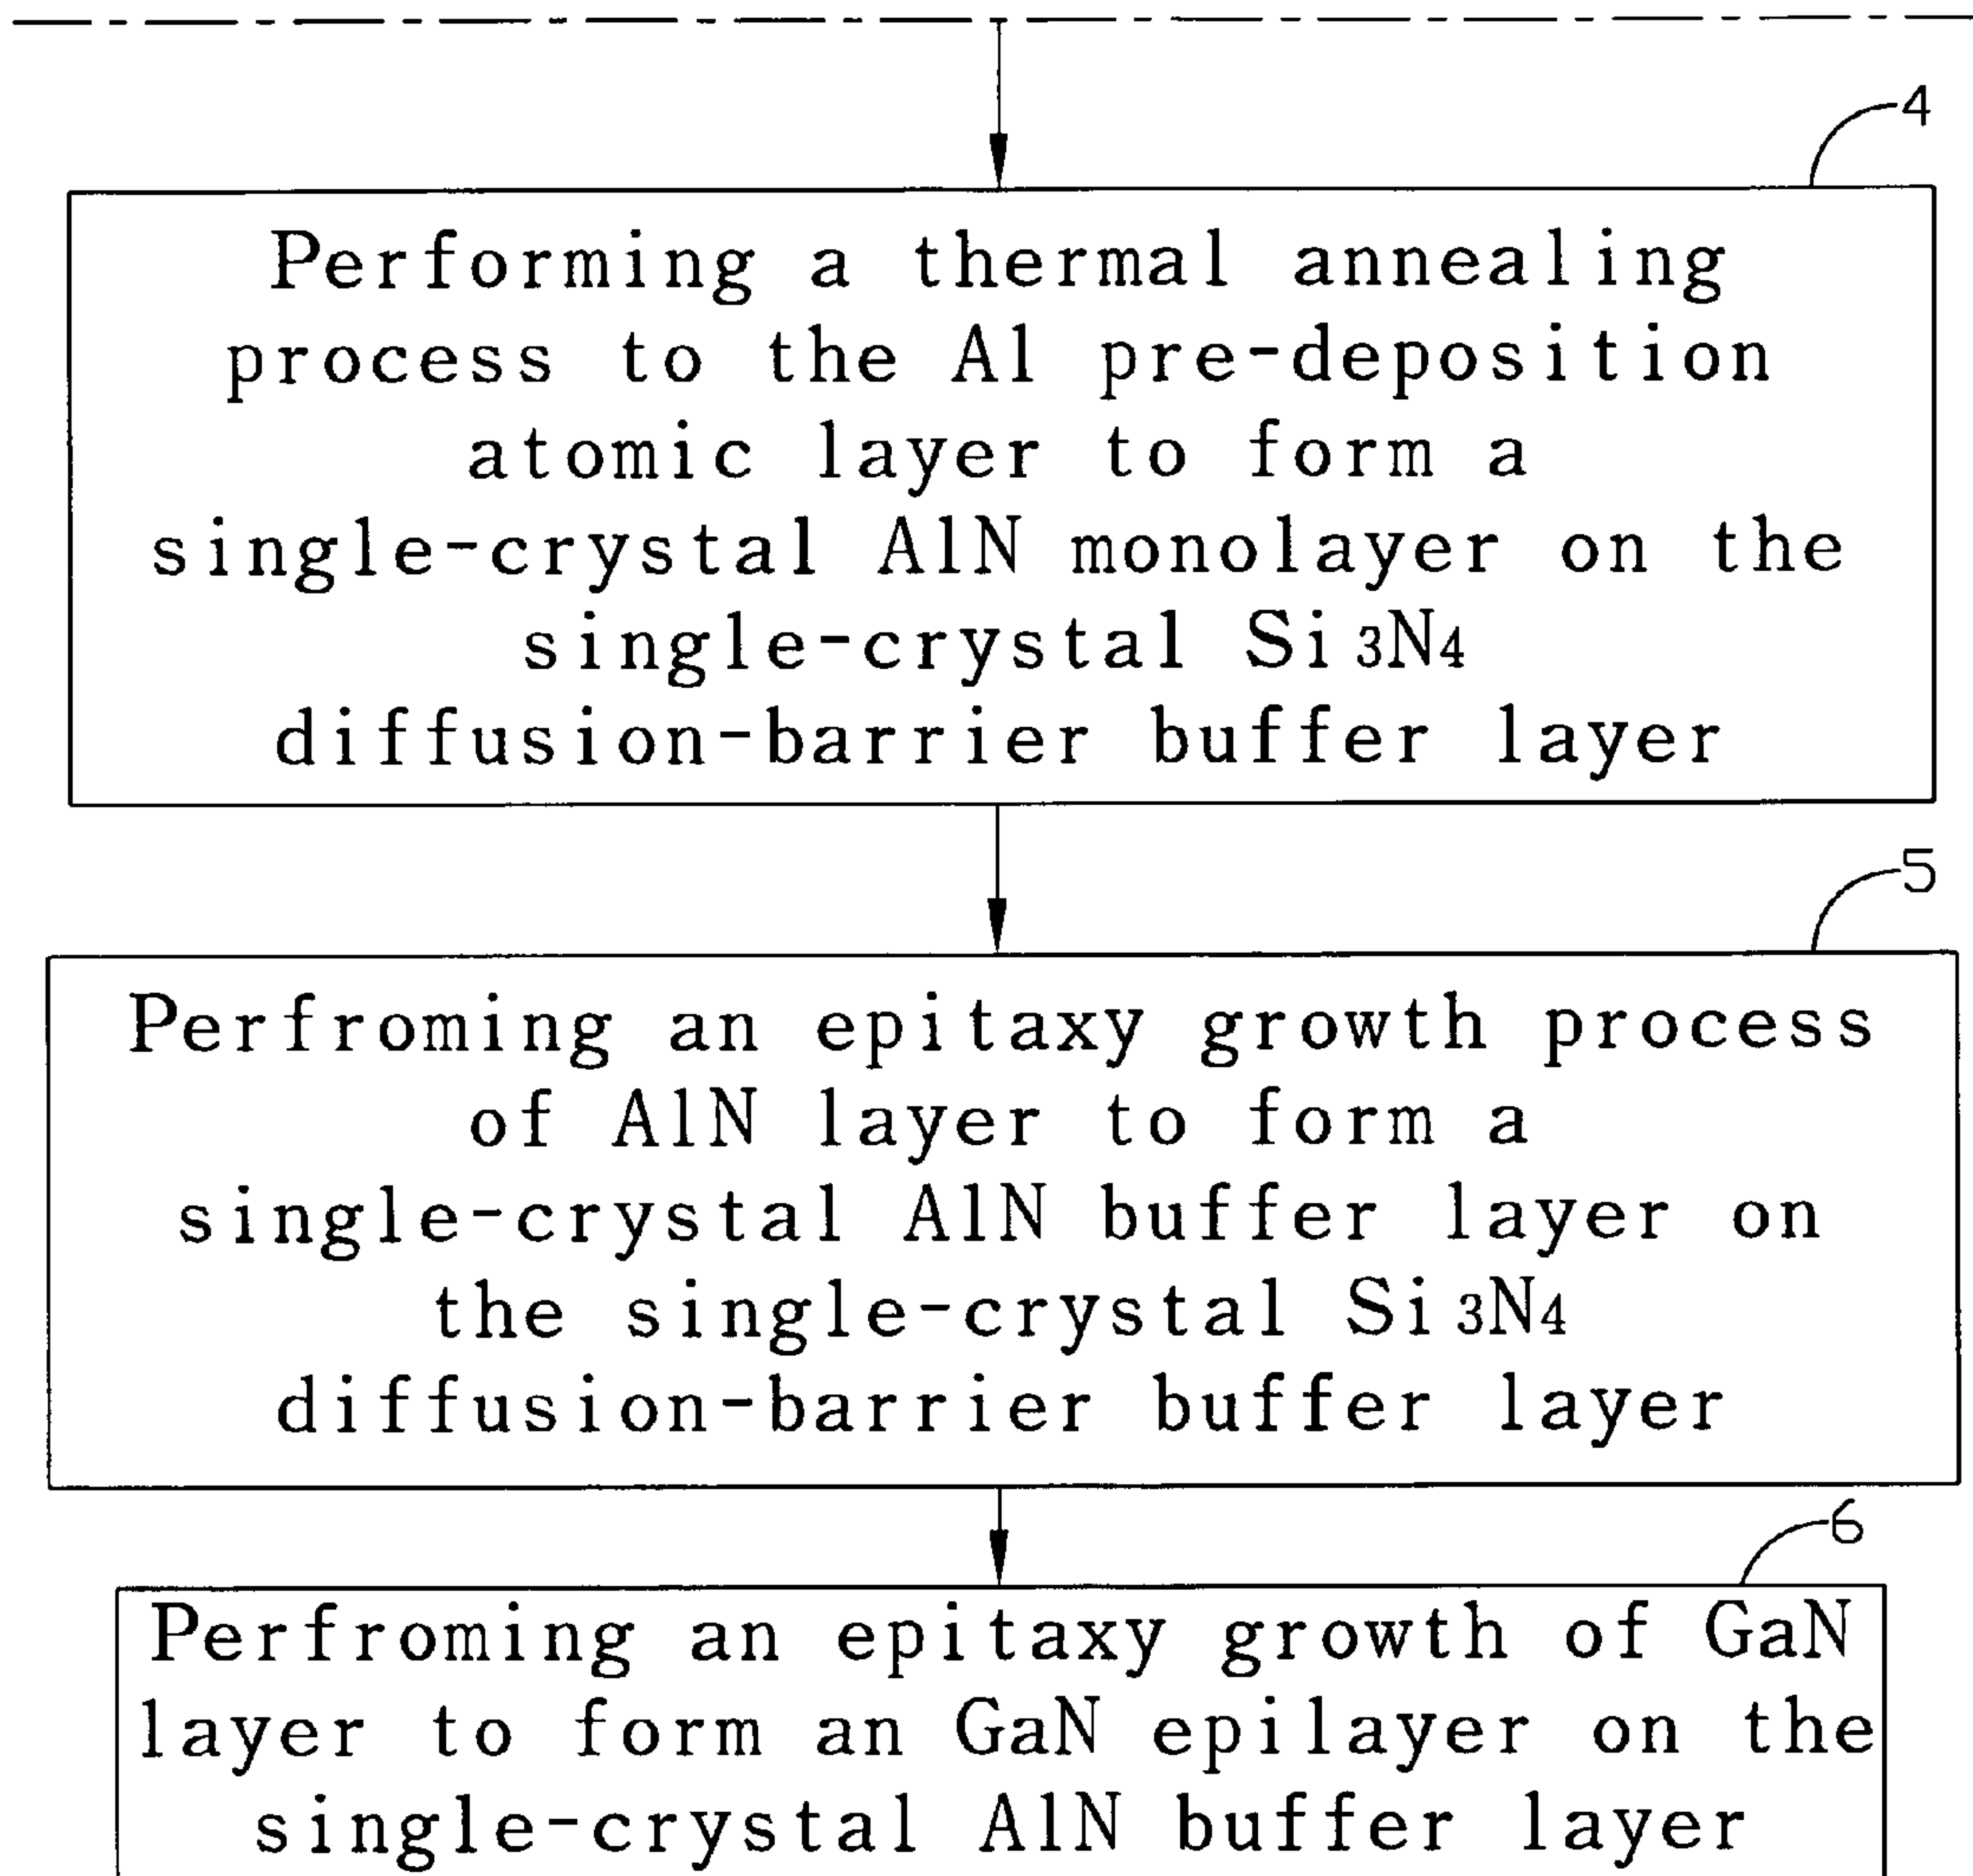 4
Performing a thermal annealing
process to the Al pre-deposition
atomic layer to form a
single-crystal AlN monolayer on the
single-crystal Si3N4
diffusion-barrier buffer layer
5
Perfroming an epitaxy growth process
of AlN layer to form a
single-crystal AlN buffer layer on
the single-crystal Si3N4
diffusion-barrier buffer layer
6
Perfroming an epitaxy growth of GaN
layer to form an GaN epilayer on the
single-crystal AlN buffer layer